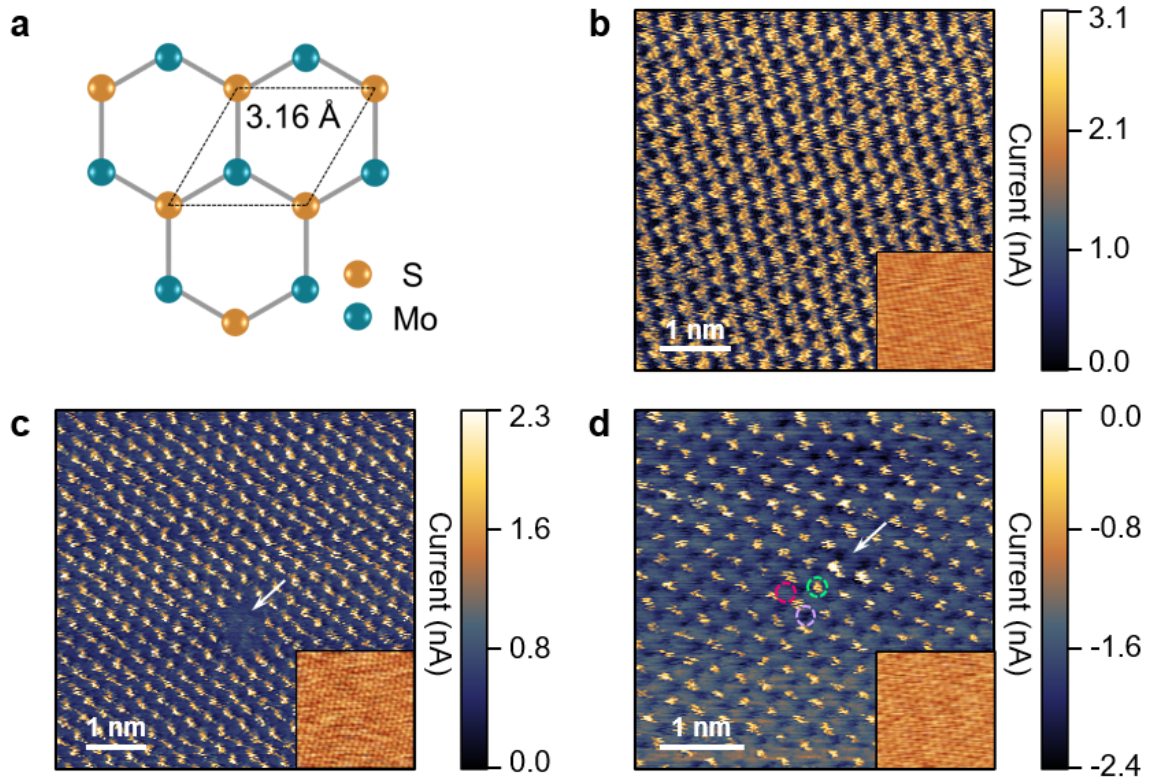 a
3.16 Å
S
Mo
b
1 nm
3.1
2.1
1.0
0.0
Current (nA)
c
1 nm
2.3
1.6
0.8
0.0
Current (nA)
d
1 nm
0.0
-0.8
-1.6
-2.4
Current (nA)